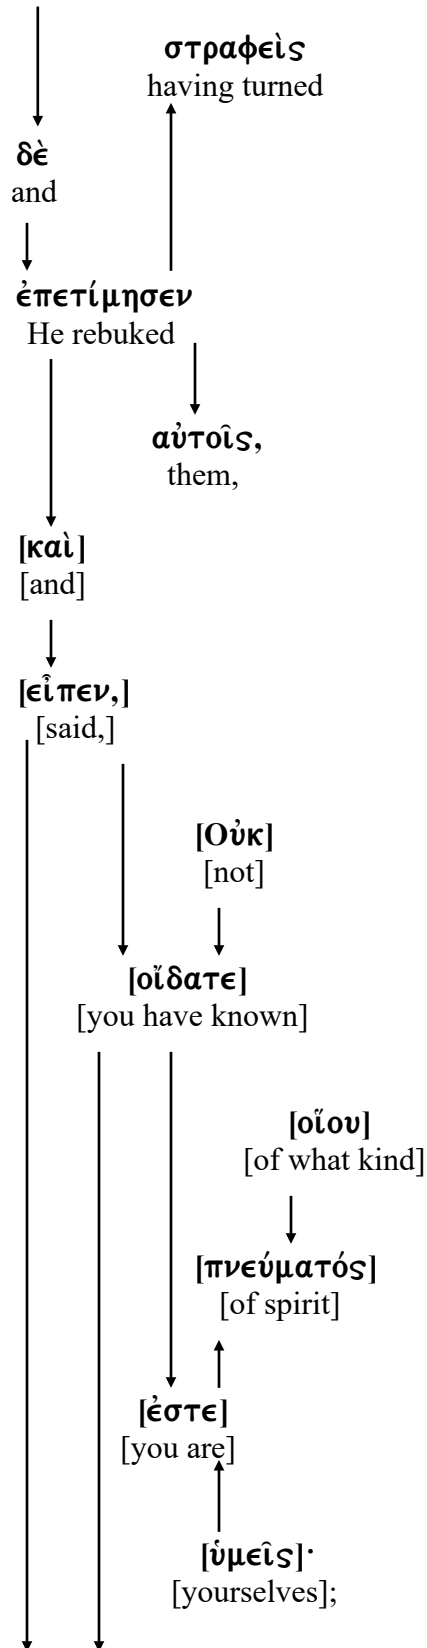 στραφεὶς
having turned
δὲ
and
ἐπετίμησεν
He rebuked
αὐτοῖς,
them,
[καὶ]
[and]
[εἶπεν,]
[said,]
[Οὐκ]
[not]
[οἴδατε]
[you have known]
[οἵου]
[of what kind]
[πνεύματός]
[of spirit]
[ἐστε]
[you are]
[ὑμεῖς]·
[yourselves];